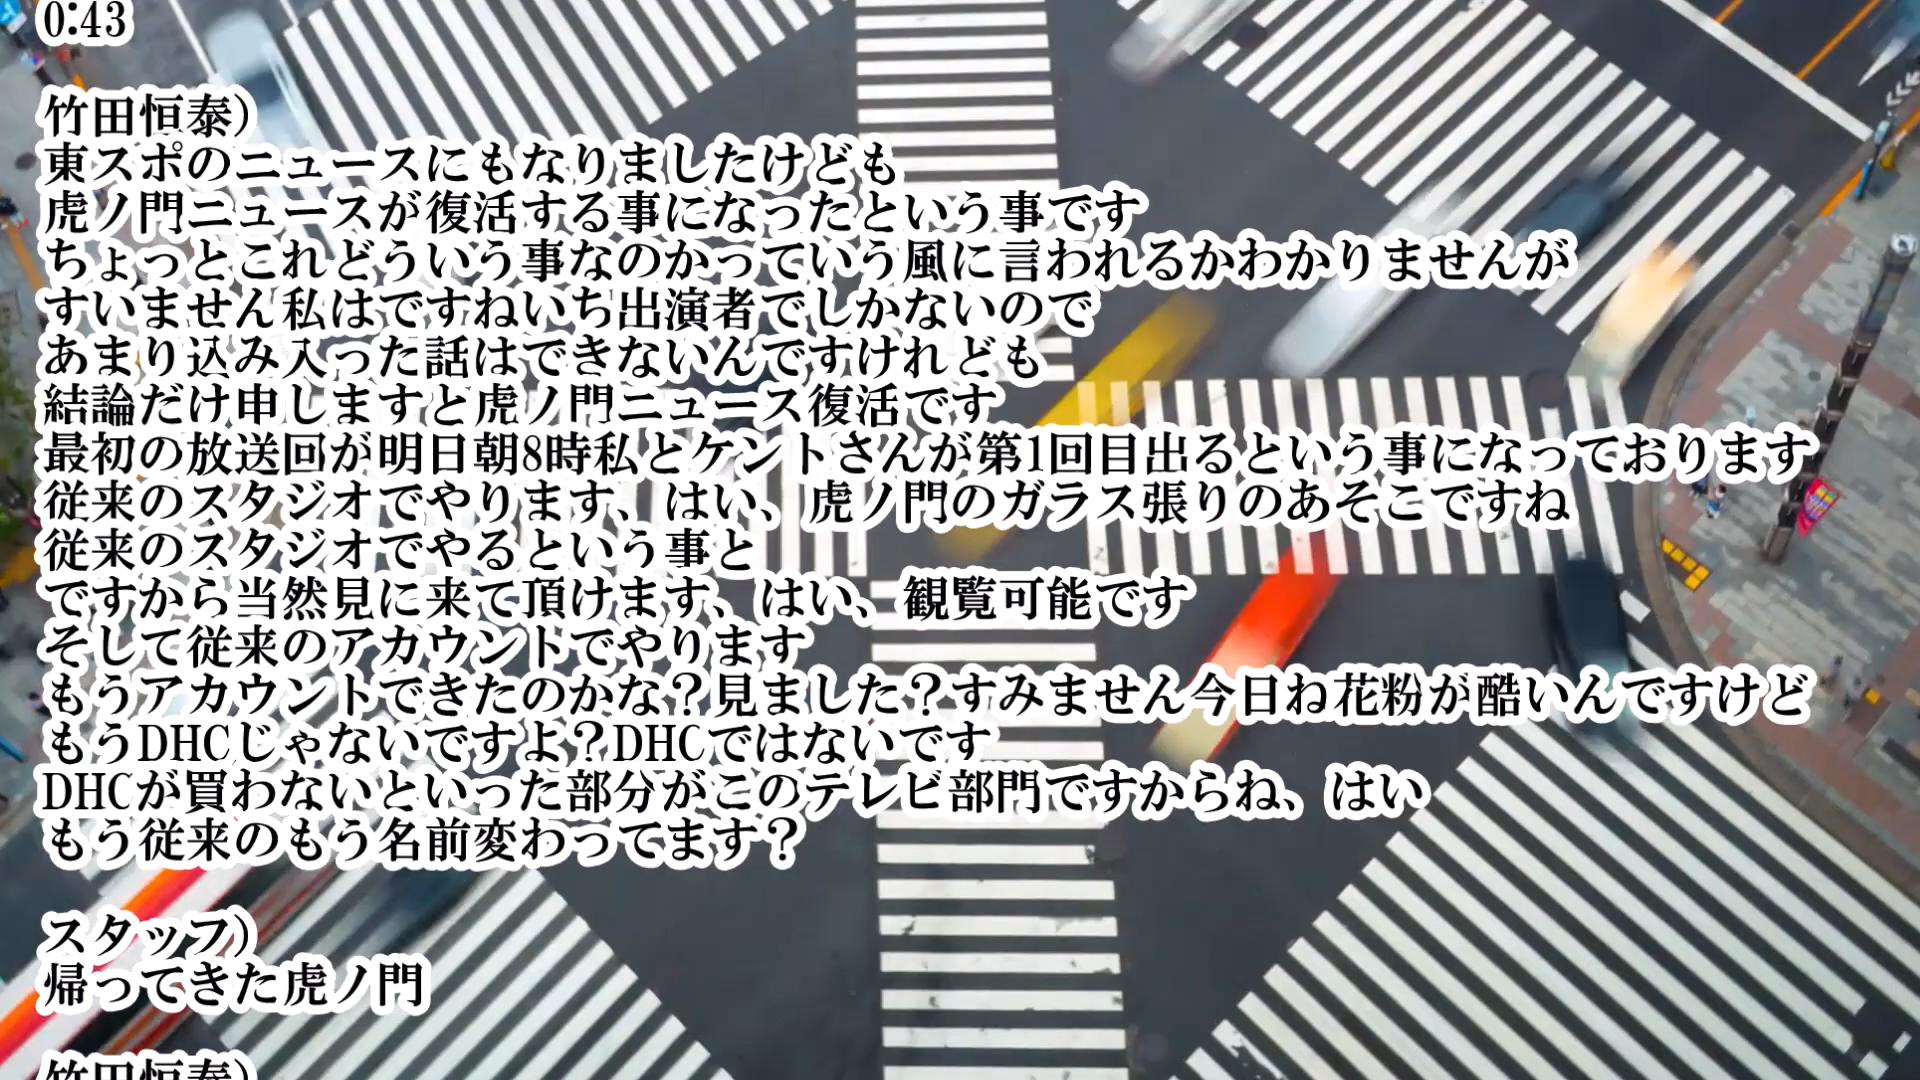 0:43
竹田恒泰）
東スポのニュースにもなりましたけども
虎ノ門ニュースが復活する事になったという事です
ちょっとこれどういう事なのかっていう風に言われるかわかりませんが
すいません私はですねいち出演者でしかないので
あまり込み入った話はできないんですけれども
結論だけ申しますと虎ノ門ニュース復活です
最初の放送回が明日朝8時私とケントさんが第1回目出るという事になっております
従来のスタジオでやります、はい、虎ノ門のガラス張りのあそこですね
従来のスタジオでやるという事と
ですから当然見に来て頂けます、はい、観覧可能です
そして従来のアカウントでやります
もうアカウントできたのかな？見ました？すみません今日ね花粉が酷いんですけど
もうDHCじゃないですよ？DHCではないです
DHCが買わないといった部分がこのテレビ部門ですからね、はい
もう従来のもう名前変わってます？
スタッフ）
帰ってきた虎ノ門
竹田恒泰）